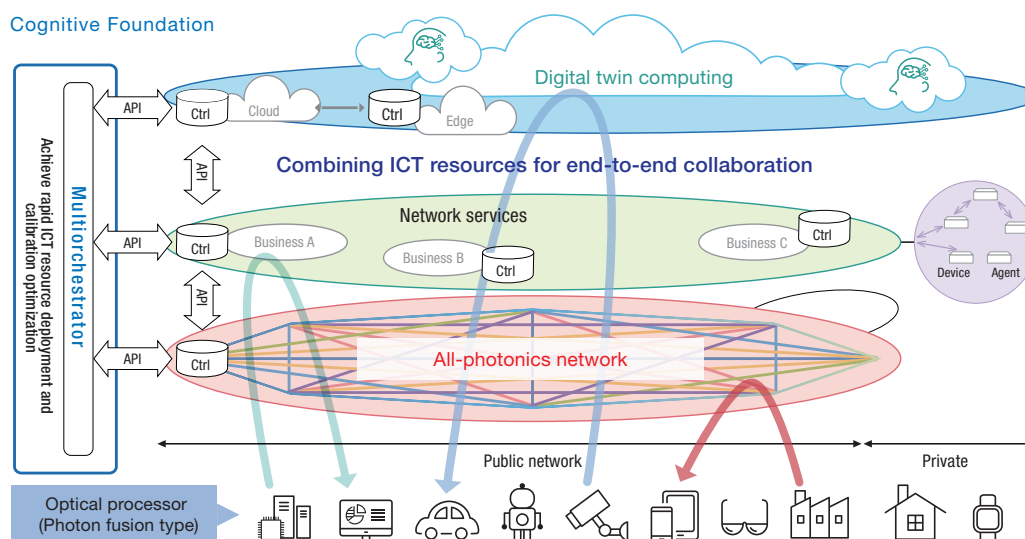 Cognitive Foundation
Digital twin computing
API
Ctrl
Cloud
Ctrl
Edge
API
Combining ICT resources for end-to-end collaboration
Multiorchestrator
Achieve rapid ICT resource deployment and
calibration optimization
Network services
API
Ctrl
Business A
Business B
Ctrl
Business C
Ctrl
Device
Agent
API
All-photonics network
API
Ctrl
Public network
Private
Optical processor
(Photon fusion type)